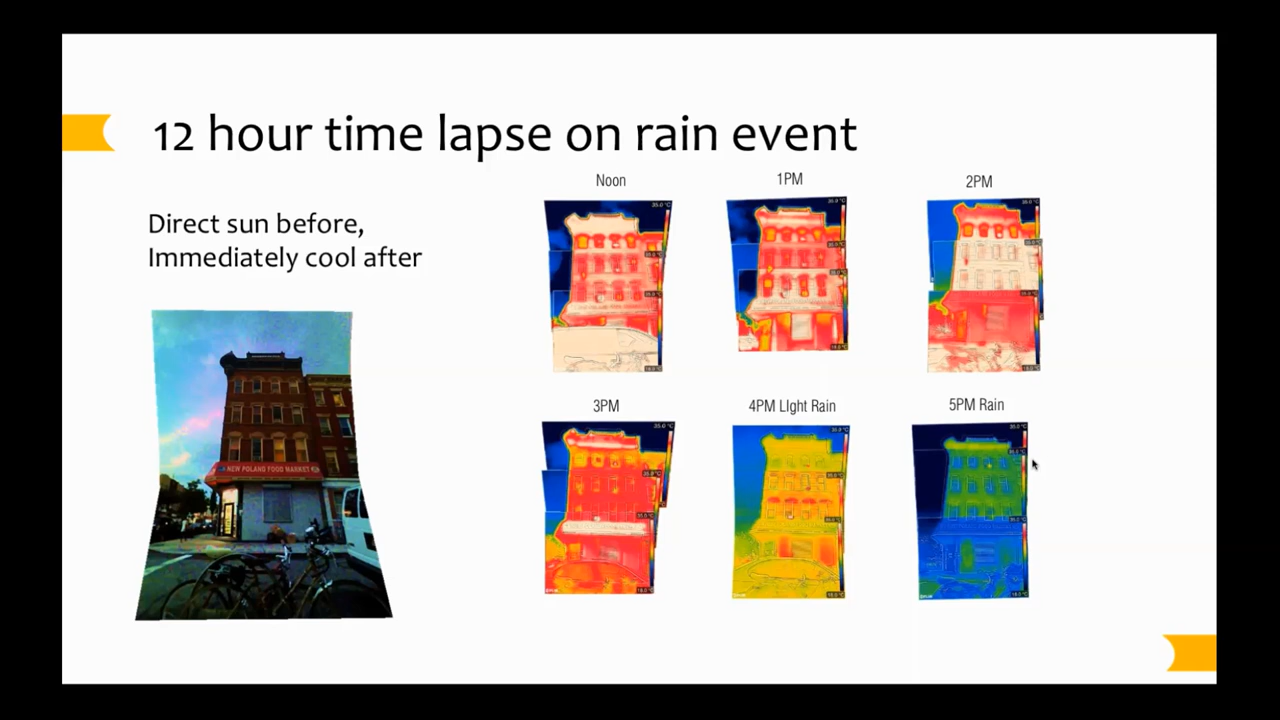 12 hour time lapse on rain event
Direct sun before,
Immediately cool after
Noon
1PM
2PM
3PM
4PM LIght Rain
5PM Rain
NEW POLAND FOOD MARKET